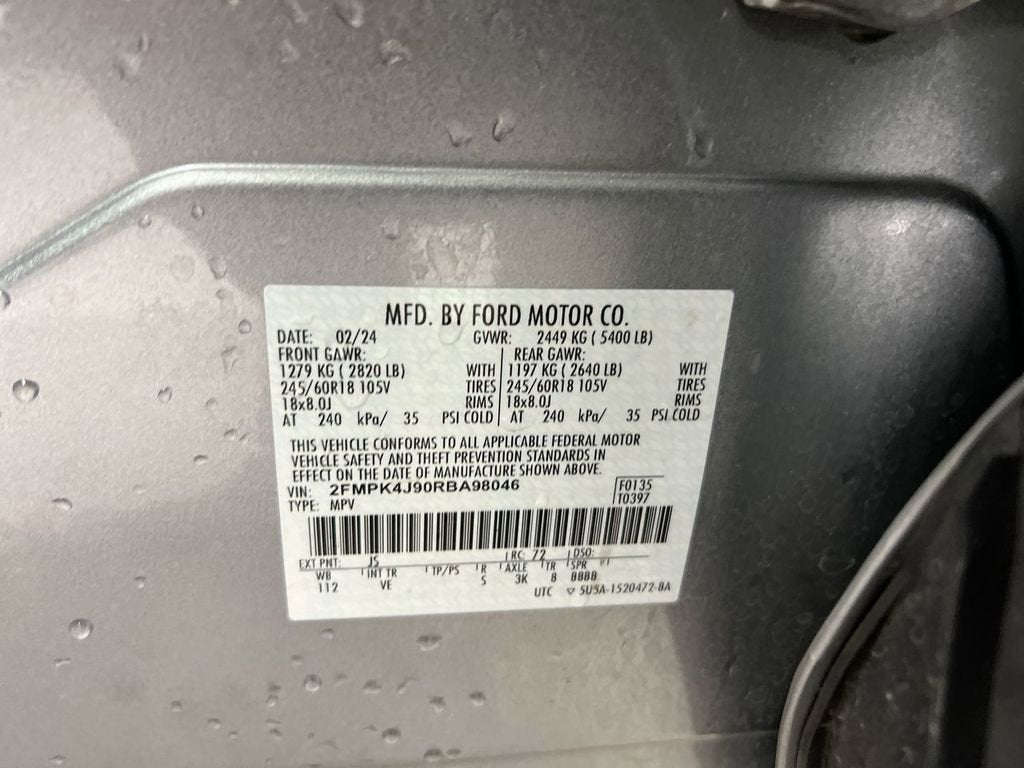 MFD. BY FORD MOTOR CO.
DATE: 02/24 GVWR: 2449 KG ( 5400 LB)
FRONT GAWR: REAR GAWR:
1279 KG ( 2820 LB) WITH 1197 KG ( 2640 LB) WITH
245/60R18 105V TIRES 245/60R18 105V TIRES
18x8.0J RIMS 18x8.0J RIMS
AT 240 kPa/ 35 PSI COLD AT 240 kPa/ 35 PSI COLD
THIS VEHICLE CONFORMS TO ALL APPLICABLE FEDERAL MOTOR
VEHICLE SAFETY AND THEFT PREVENTION STANDARDS IN
EFFECT ON THE DATE OF MANUFACTURE SHOWN ABOVE.
VIN: 2FMPK4J90RBA98046 F0135
TYPE: MPV T0397
EXT PNT: JS RC: 72 DSO:
WB INT TR TP/PS R AXLE TR SPR
112 VE S 3K 8 BBBB
UTC ▽ 5U5A-1520472-BA